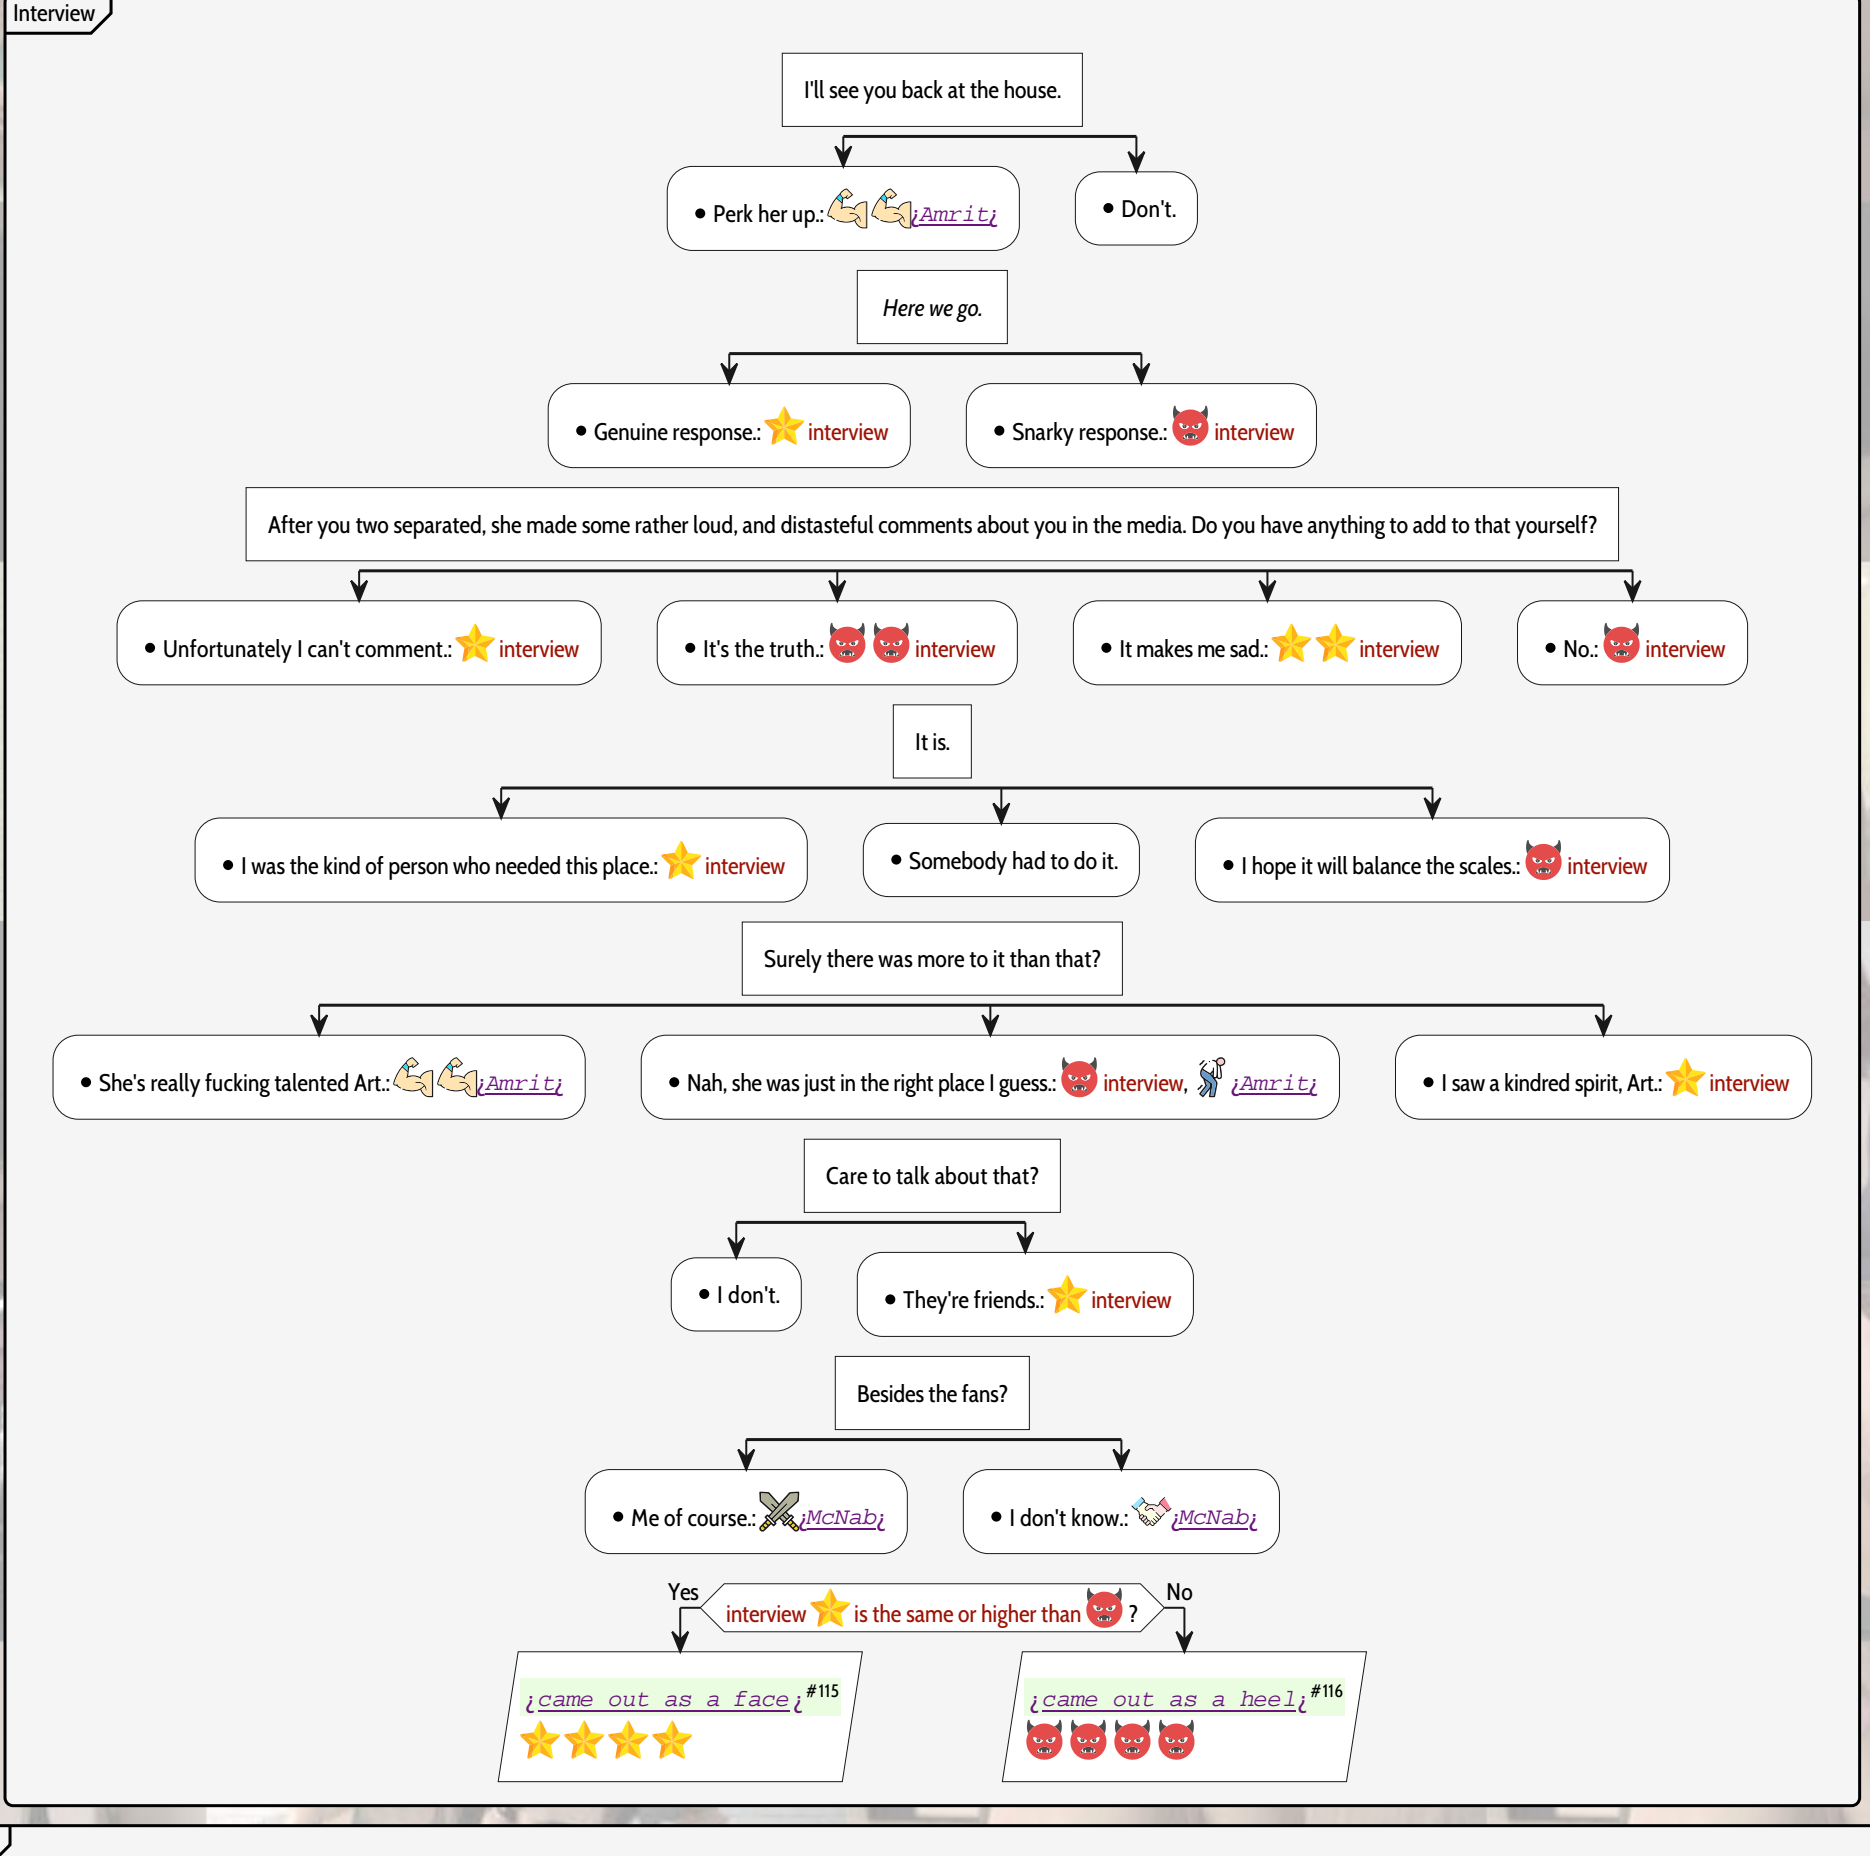 Interview
I'll see you back at the house.
• Perk her up.: ¿Amrit¿
• Don't.
Here we go.
• Genuine response.: interview
• Snarky response.: interview
After you two separated, she made some rather loud, and distasteful comments about you in the media. Do you have anything to add to that yourself?
• Unfortunately I can't comment.: interview
• It's the truth.: interview
• It makes me sad.: interview
• No.: interview
It is.
• I was the kind of person who needed this place.: interview
• Somebody had to do it.
• I hope it will balance the scales.: interview
Surely there was more to it than that?
• She's really fucking talented Art.: ¿Amrit¿
• Nah, she was just in the right place I guess.: interview, ¿Amrit¿
• I saw a kindred spirit, Art.: interview
Care to talk about that?
• I don't.
• They're friends.: interview
Besides the fans?
• Me of course.: ¿McNab¿
• I don't know.: ¿McNab¿
Yes
interview is the same or higher than ?
No
¿came out as a face¿ #115
¿came out as a heel¿ #116